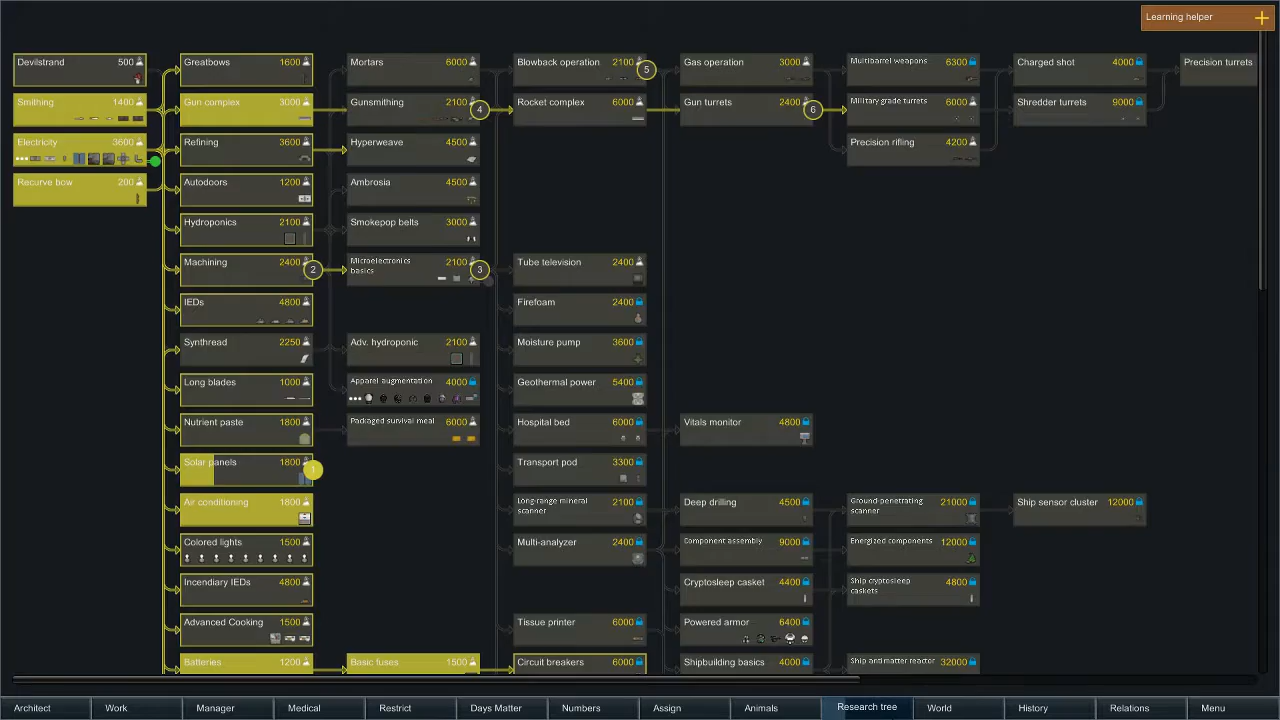 Learning helper
Devilstrand 500
Greatbows 1600
Mortars 6000
Blowback operation 2100
5
Gas operation 3000
Multibarrel weapons 6300
Charged shot 4000
Precision turrets
Smithing 1400
Gun complex 3000
Gunsmithing 2100
4
Rocket complex 6000
Gun turrets 2400
6
Military grade turrets 6000
Shredder turrets 9000
Electricity 3600
Refining 3600
Hyperweave 4500
Precision rifling 4200
Recurve bow 200
Autodoors 1200
Ambrosia 4500
Hydroponics 2100
Smokepop belts 3000
Machining 2400
2
Microelectronics
basics 2100
3
Tube television 2400
IEDs 4800
Firefoam 2400
Synthread 2250
Adv. hydroponic 2100
Moisture pump 3600
Long blades 1000
Apparel augmentation 4000
Geothermal power 5400
Nutrient paste 1800
Packaged survival meal 6000
Hospital bed 6000
Vitals monitor 4800
Solar panels 1800
1
Transport pod 3300
Air conditioning 1800
Long-range mineral
scanner 2100
Deep drilling 4500
Ground-penetrating
scanner 21000
Ship sensor cluster 12000
Colored lights 1500
Multi-analyzer 2400
Component assembly 9000
Energized components 12000
Incendiary IEDs 4800
Cryptosleep casket 4400
Ship cryptosleep
caskets 4800
Advanced Cooking 1500
Tissue printer 6000
Powered armor 6400
Batteries 1200
Basic fuses 1500
Circuit breakers 6000
Shipbuilding basics 4000
Ship antimatter reactor 32000
Architect Work Manager Medical Restrict Days Matter Numbers Assign Animals Research tree World History Relations Menu